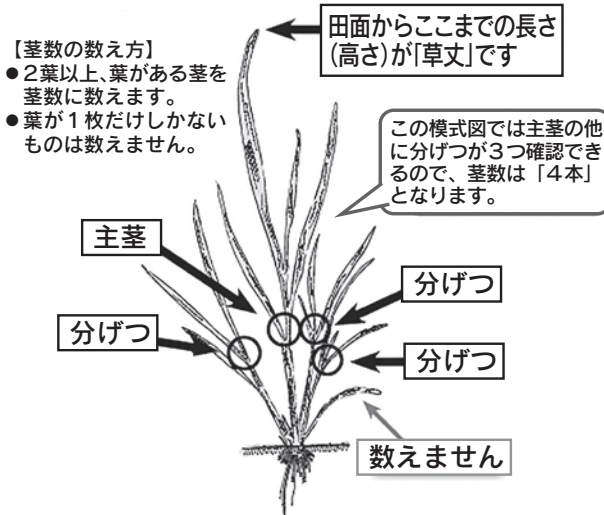 【茎数の数え方】
●2葉以上、葉がある茎を
茎数に数えます。
●葉が1枚だけしかない
ものは数えません。
田面からここまでの長さ
(高さ)が「草丈」です
この模式図では主茎の他
に分げつが3つ確認でき
るので、茎数は「4本」
となります。
主茎
分げつ
分げつ
分げつ
数えません